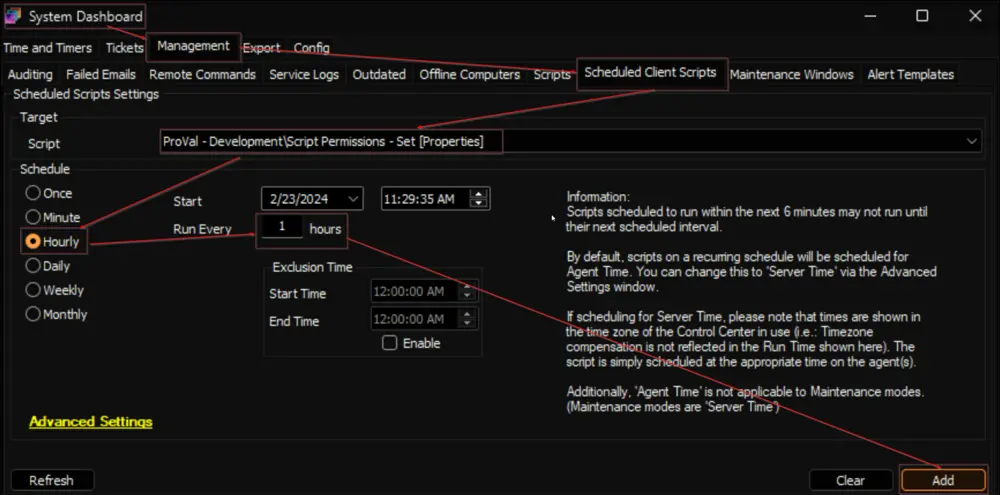 System Dashboard
Time and Timers Tickets Management Export Config
Auditing Failed Emails Remote Commands Service Logs Outdated Offline Computers Scripts Scheduled Client Scripts Maintenance Windows Alert Templates
Scheduled Scripts Settings
Target
Script ProVal - Development\Script Permissions - Set [Properties]
Schedule
Once
Minute
Hourly
Daily
Weekly
Monthly
Start 2/23/2024 11:29:35 AM
Run Every 1 hours
Exclusion Time
Start Time 12:00:00 AM
End Time 12:00:00 AM
Enable
Information:
Scripts scheduled to run within the next 6 minutes may not run until
their next scheduled interval.
By default, scripts on a recurring schedule will be scheduled for
Agent Time. You can change this to 'Server Time' via the Advanced
Settings window.
If scheduling for Server Time, please note that times are shown in
the time zone of the Control Center in use (i.e.: Timezone
compensation is not reflected in the Run Time shown here). The
script is simply scheduled at the appropriate time on the agent(s).
Additionally, 'Agent Time' is not applicable to Maintenance modes.
(Maintenance modes are 'Server Time')
Advanced Settings
Refresh Clear Add